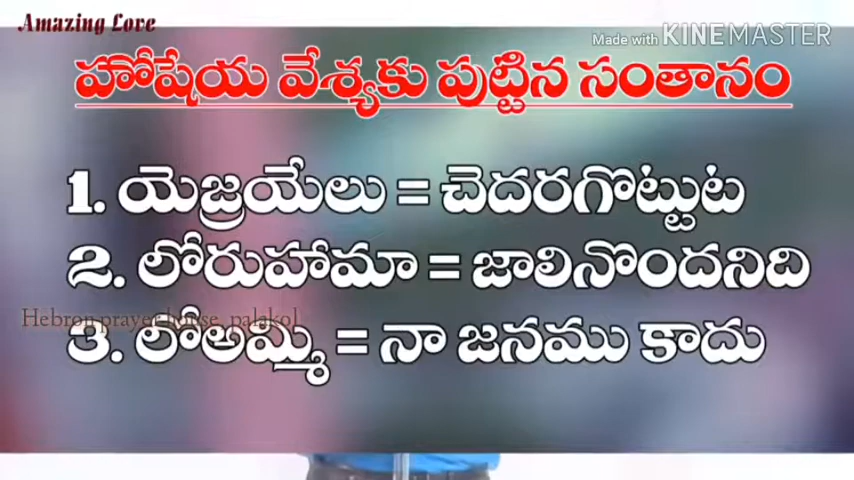 Amazing Love
Made with KINEMASTER
హోషేయ వేశ్యకు పుట్టిన సంతానం
1. యెజ్రయేలు = చెదరగొట్టుట
2. లోరుహామా = జాలినొందనిది
Hebron prayer house, palakol
3. లోఅమ్మి = నా జనము కాదు